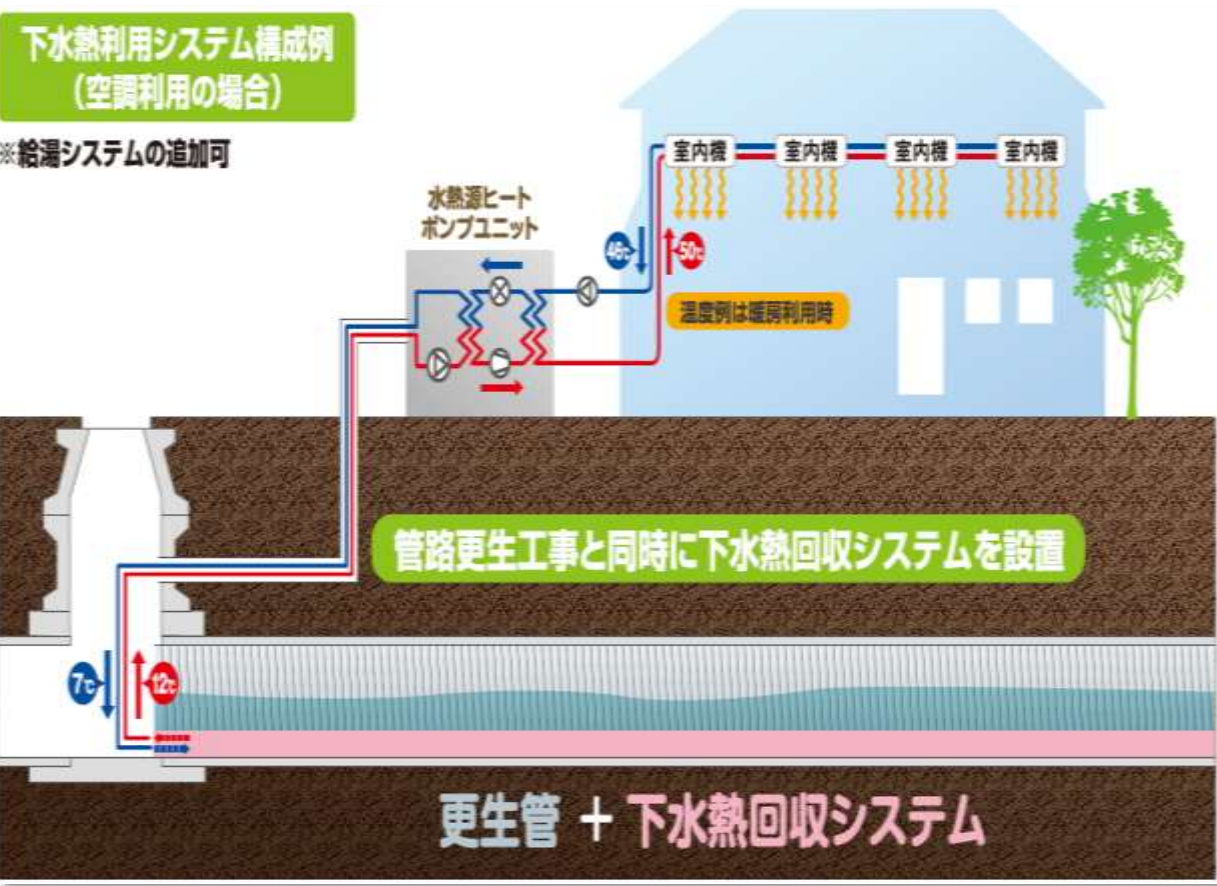 下水熱利用システム構成例
(空調利用の場合)
※給湯システムの追加可
室内機
室内機
室内機
室内機
水熱源ヒート
ポンプユニット
46℃
50℃
温度例は暖房利用時
管路更生工事と同時に下水熱回収システムを設置
7℃
12℃
更生管 + 下水熱回収システム